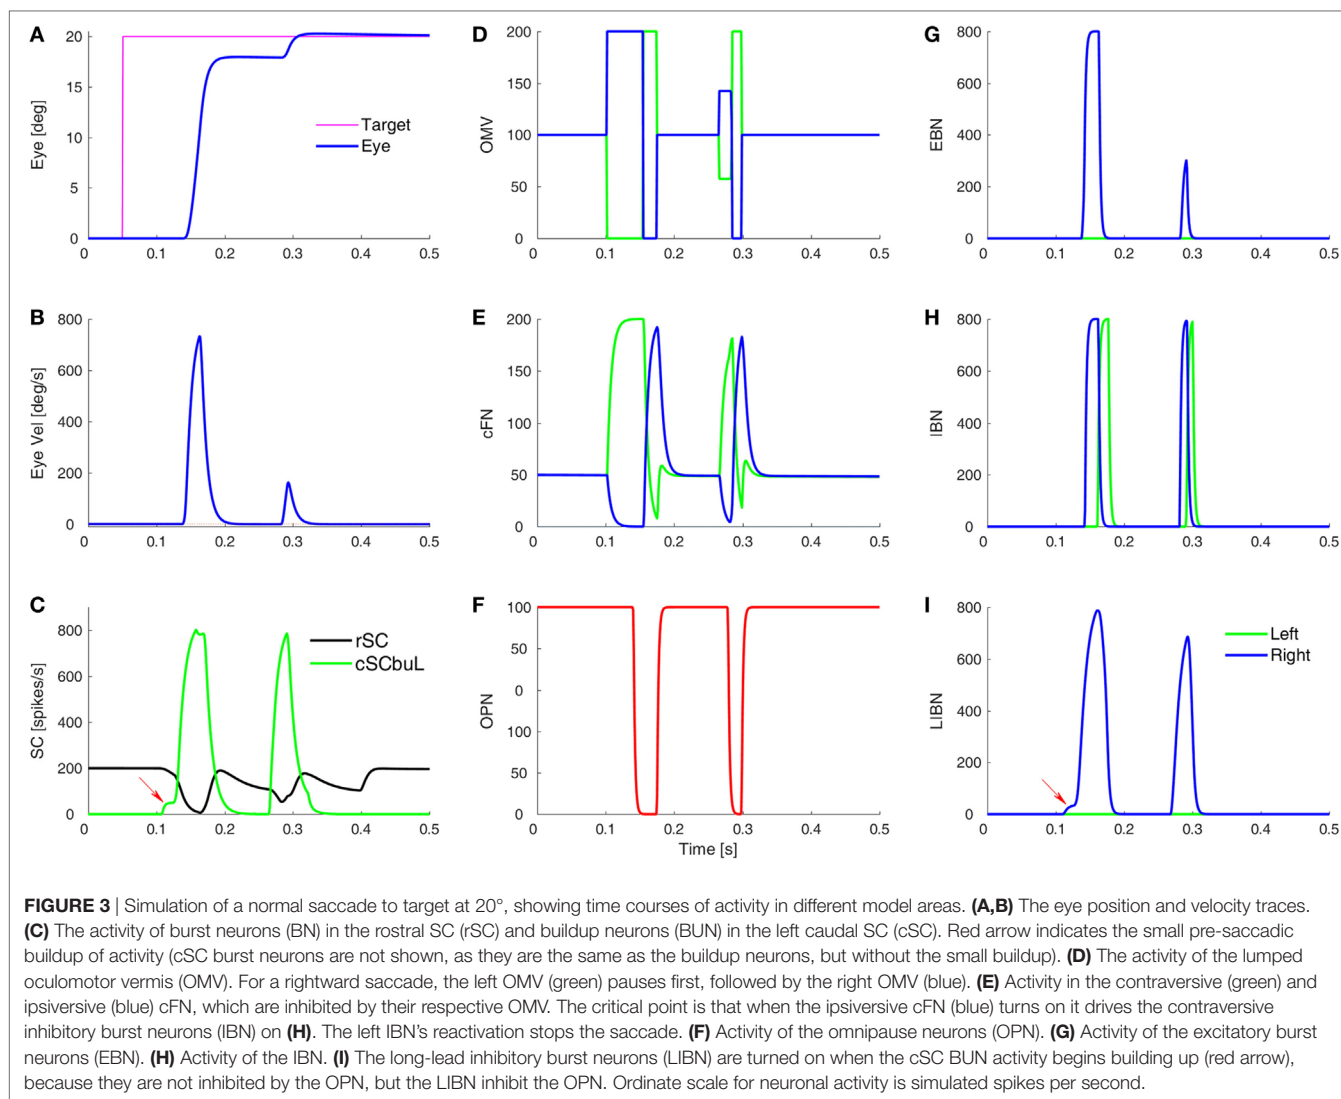 A
Eye [deg]
20
15
10
5
0
Target
Eye
0 0.1 0.2 0.3 0.4 0.5
D
OMV
200
150
100
50
0
0 0.1 0.2 0.3 0.4 0.5
G
EBN
800
600
400
200
0
0 0.1 0.2 0.3 0.4 0.5
B
Eye Vel [deg/s]
800
600
400
200
0
0 0.1 0.2 0.3 0.4 0.5
E
cFN
200
150
100
50
0
0 0.1 0.2 0.3 0.4 0.5
H
IBN
800
600
400
200
0
0 0.1 0.2 0.3 0.4 0.5
C
SC [spikes/s]
800
600
400
200
0
rSC
cSCbuL
0 0.1 0.2 0.3 0.4 0.5
F
OPN
100
50
0
100
50
0
0 0.1 0.2 0.3 0.4 0.5
Time [s]
I
LIBN
800
600
400
200
0
Left
Right
0 0.1 0.2 0.3 0.4 0.5
FIGURE 3 | Simulation of a normal saccade to target at 20°, showing time courses of activity in different model areas. (A,B) The eye position and velocity traces.
(C) The activity of burst neurons (BN) in the rostral SC (rSC) and buildup neurons (BUN) in the left caudal SC (cSC). Red arrow indicates the small pre-saccadic
buildup of activity (cSC burst neurons are not shown, as they are the same as the buildup neurons, but without the small buildup). (D) The activity of the lumped
oculomotor vermis (OMV). For a rightward saccade, the left OMV (green) pauses first, followed by the right OMV (blue). (E) Activity in the contraversive (green) and
ipsiversive (blue) cFN, which are inhibited by their respective OMV. The critical point is that when the ipsiversive cFN (blue) turns on it drives the contraversive
inhibitory burst neurons (IBN) on (H). The left IBN's reactivation stops the saccade. (F) Activity of the omnipause neurons (OPN). (G) Activity of the excitatory burst
neurons (EBN). (H) Activity of the IBN. (I) The long-lead inhibitory burst neurons (LIBN) are turned on when the cSC BUN activity begins building up (red arrow),
because they are not inhibited by the OPN, but the LIBN inhibit the OPN. Ordinate scale for neuronal activity is simulated spikes per second.